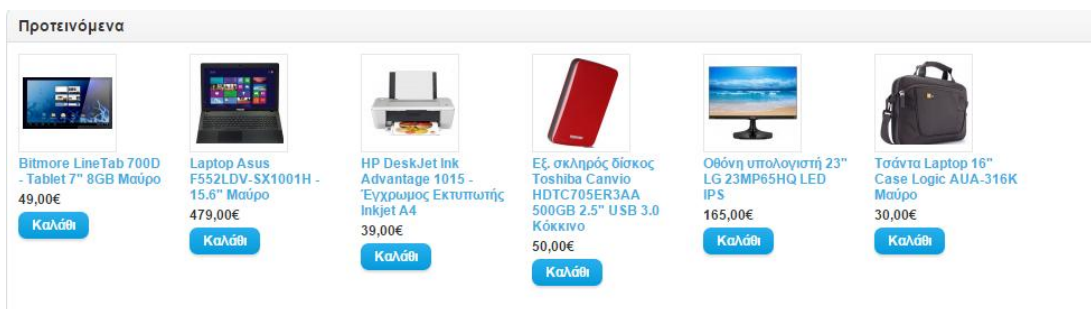 Προτεινόμενα
Bitmore LineTab 700D
- Tablet 7" 8GB Μαύρο
49,00€
Καλάθι
Laptop Asus
F552LDV-SX1001H -
15.6" Μαύρο
479,00€
Καλάθι
HP DeskJet Ink
Advantage 1015 -
Έγχρωμος Εκτυπωτής
Inkjet A4
39,00€
Καλάθι
Εξ. σκληρός δίσκος
Toshiba Canvio
HDTC705ER3AA
500GB 2.5" USB 3.0
Κόκκινο
50,00€
Καλάθι
Οθόνη υπολογιστή 23"
LG 23MP65HQ LED
IPS
165,00€
Καλάθι
Τσάντα Laptop 16"
Case Logic AUA-316K
Μαύρο
30,00€
Καλάθι